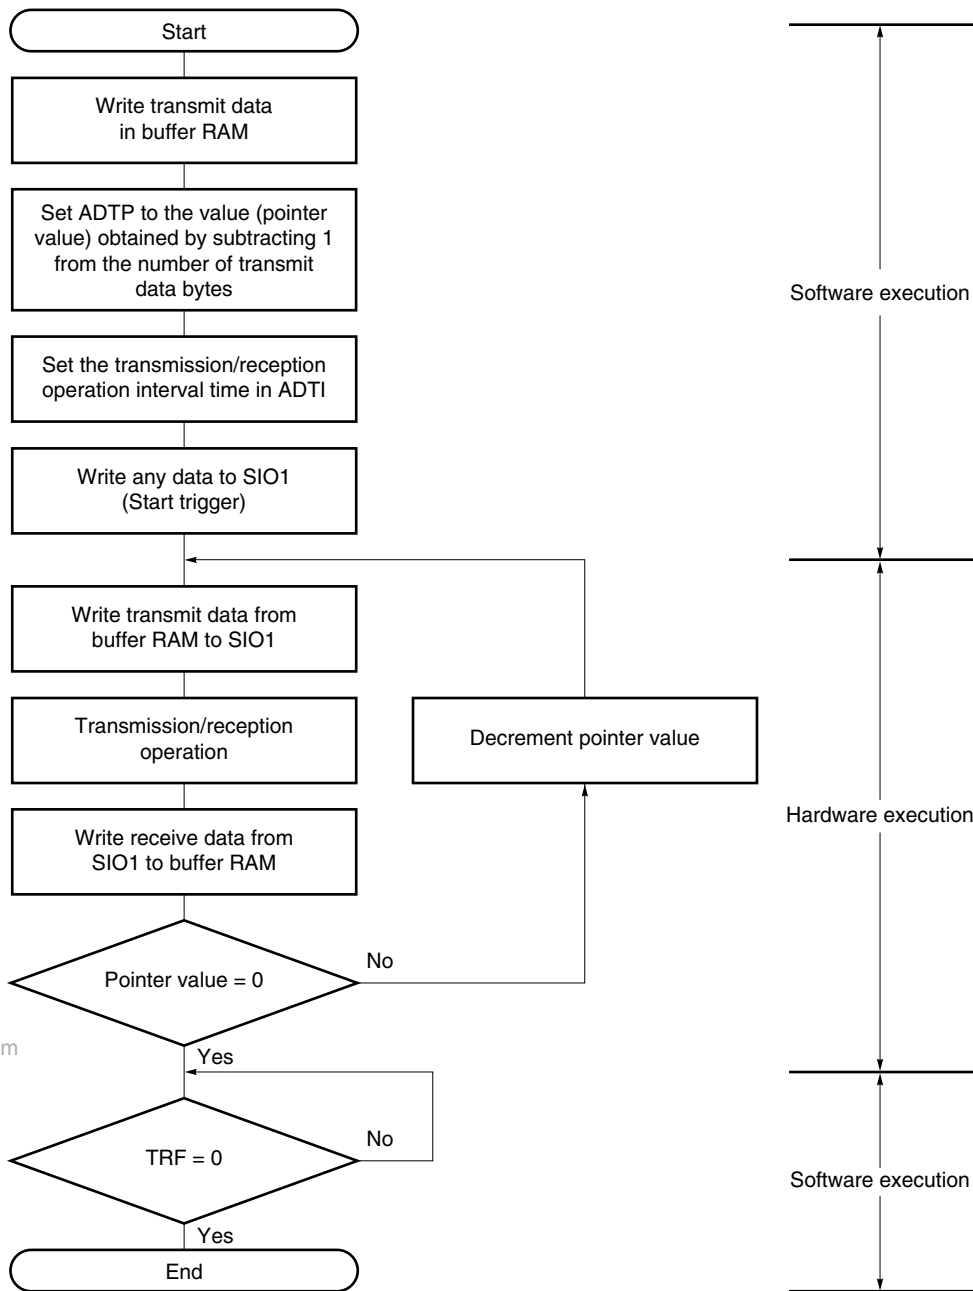 Start
Write transmit data
in buffer RAM
Set ADTP to the value (pointer
value) obtained by subtracting 1
from the number of transmit
data bytes
Software execution
Set the transmission/reception
operation interval time in ADTI
Write any data to SIO1
(Start trigger)
Write transmit data from
buffer RAM to SIO1
Transmission/reception
operation
Decrement pointer value
Hardware execution
Write receive data from
SIO1 to buffer RAM
Pointer value = 0
No
m
Yes
TRF = 0
No
Software execution
Yes
End